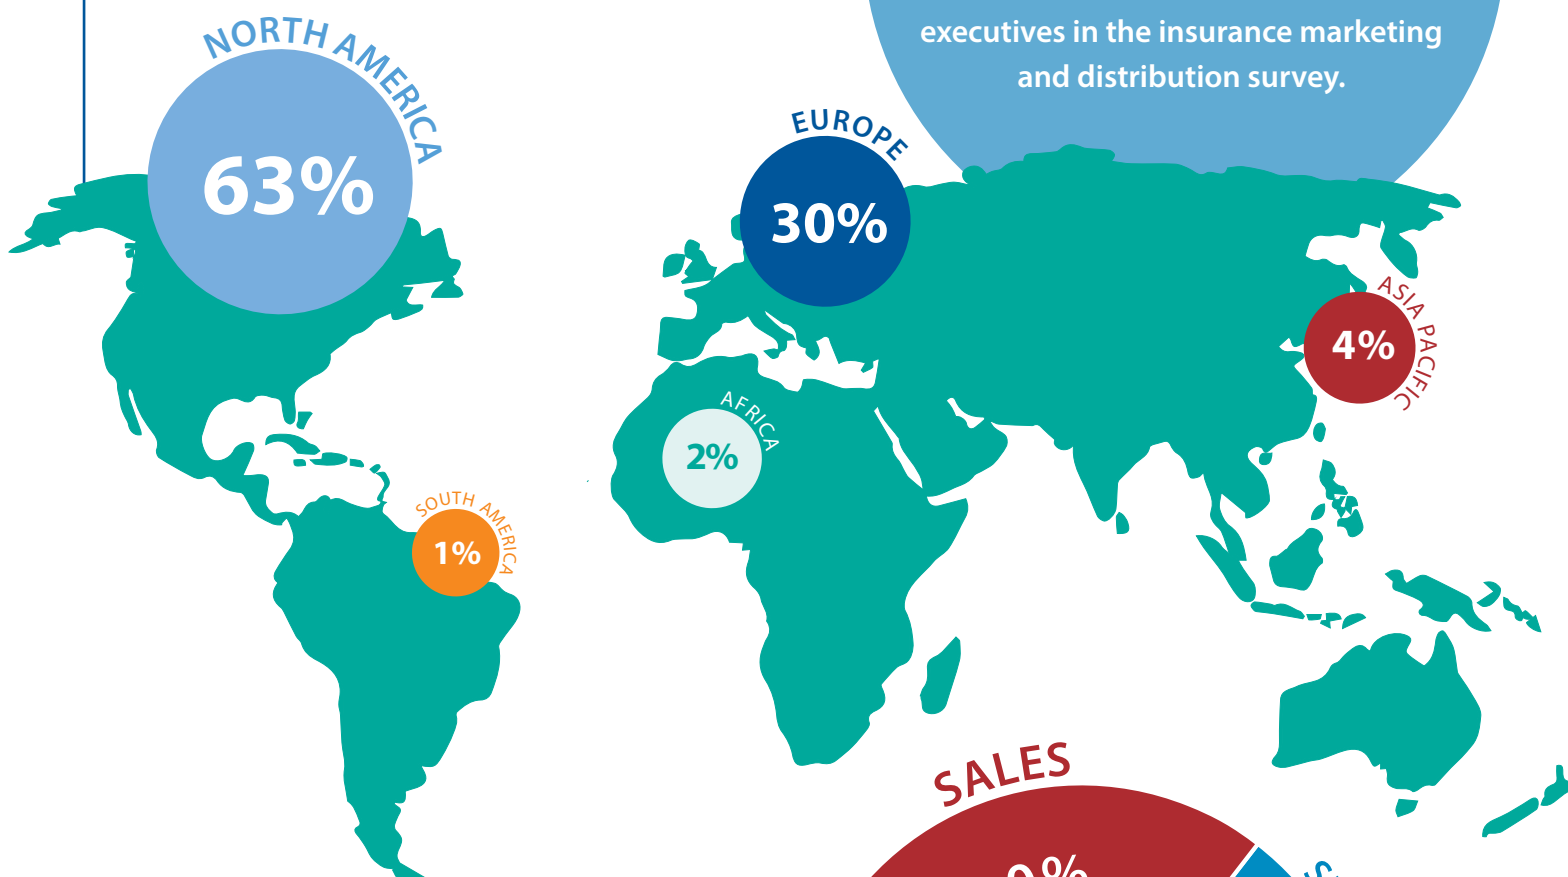 executives in the insurance marketing
and distribution survey.
NORTH AMERICA
63%
EUROPE
30%
ASIA PACIFIC
4%
AFRICA
2%
SOUTH AMERICA
1%
SALES